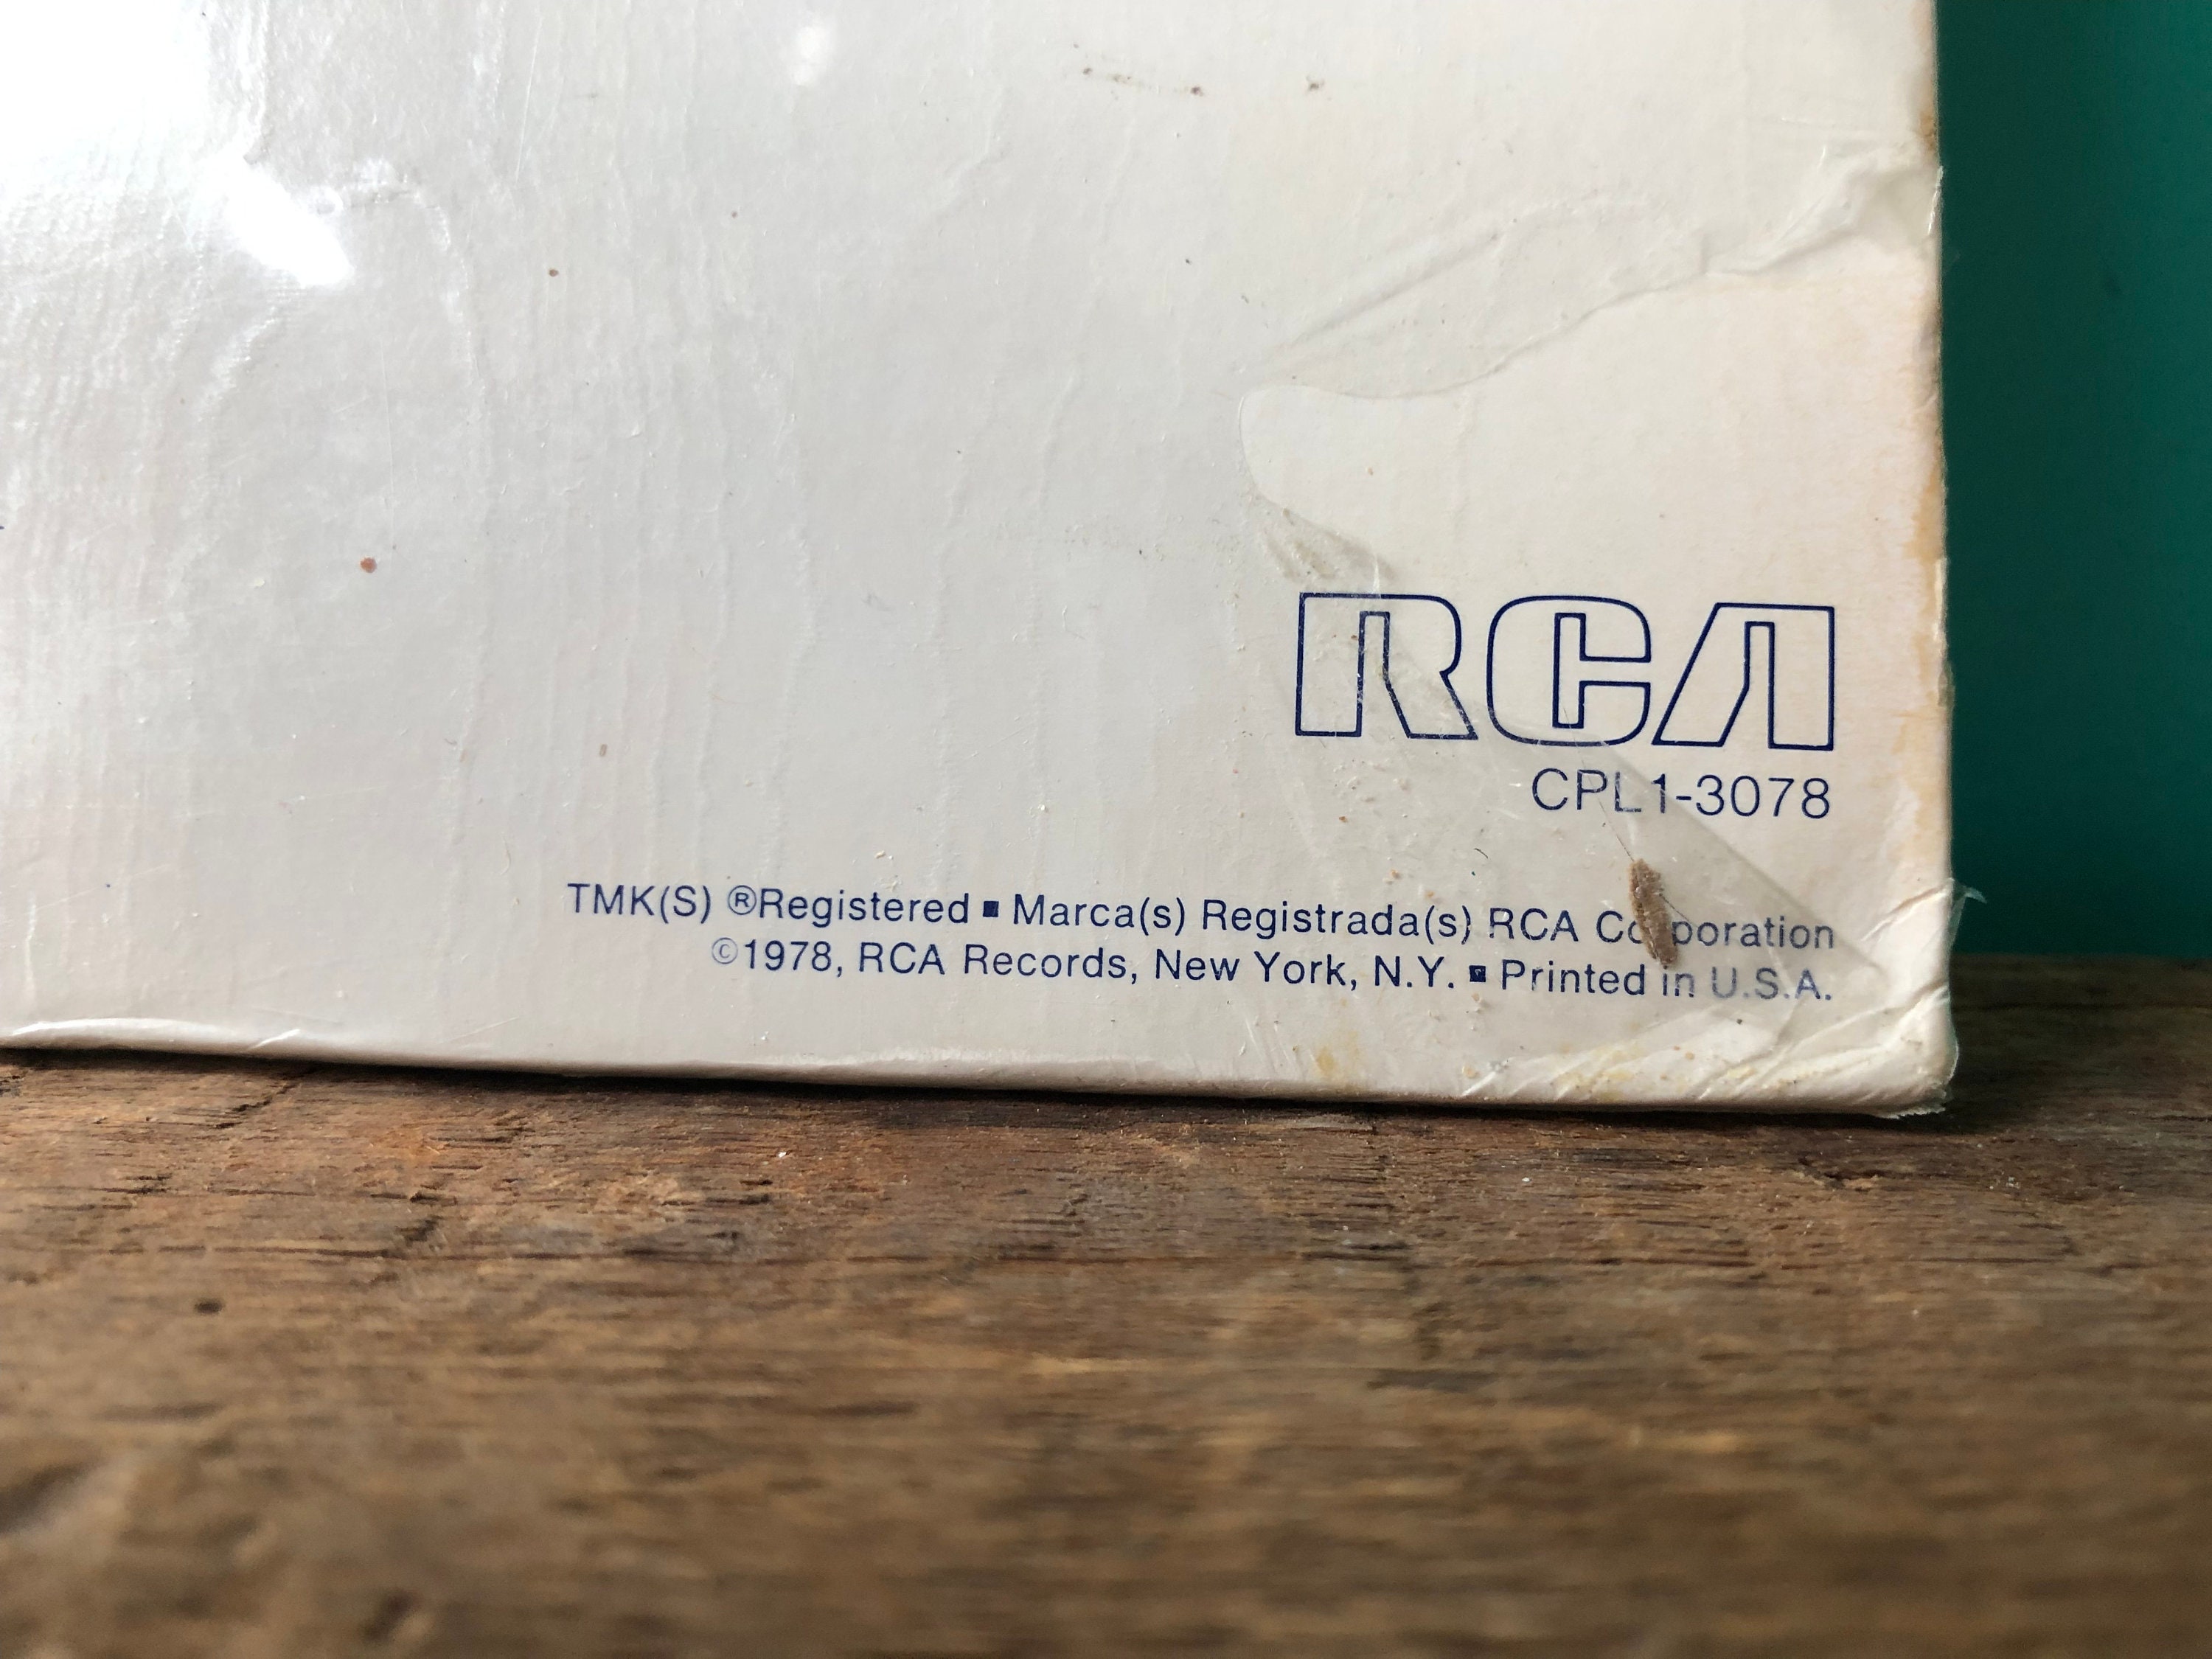 RCA
CPL1-3078
TMK(S) ®Registered ▪ Marca(s) Registrada(s) RCA Corporation
©1978, RCA Records, New York, N.Y. ▪ Printed in U.S.A.